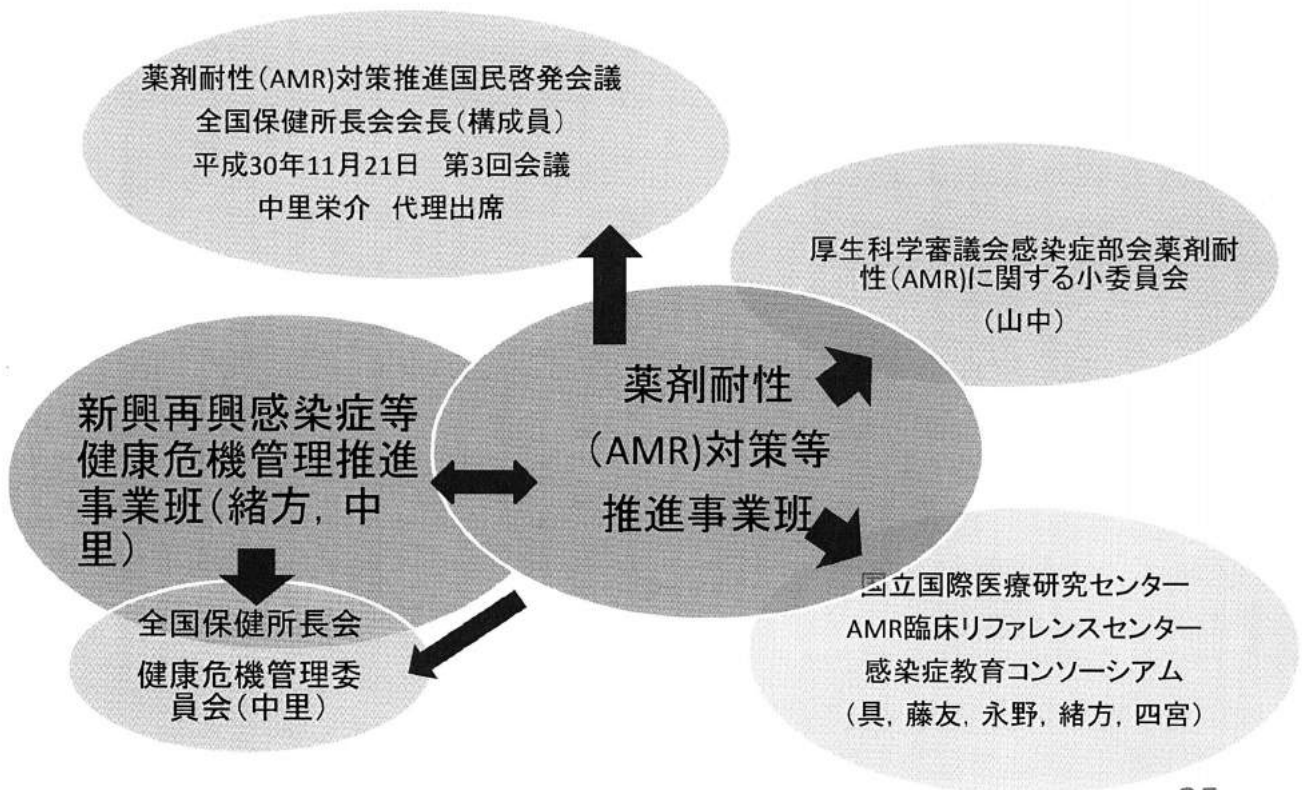 薬剤耐性(AMR)対策推進国民啓発会議
全国保健所長会会長(構成員)
平成30年11月21日 第3回会議
中里栄介 代理出席
厚生科学審議会感染症部会薬剤耐
性(AMR)に関する小委員会
(山中)
薬剤耐性
(AMR)対策等
推進事業班
新興再興感染症等
健康危機管理推進
事業班(緒方, 中
里)
全国保健所長会
健康危機管理委
員会(中里)
国立国際医療研究センター
AMR臨床リファレンスセンター
感染症教育コンソーシアム
(具, 藤友, 永野, 緒方, 四宮)